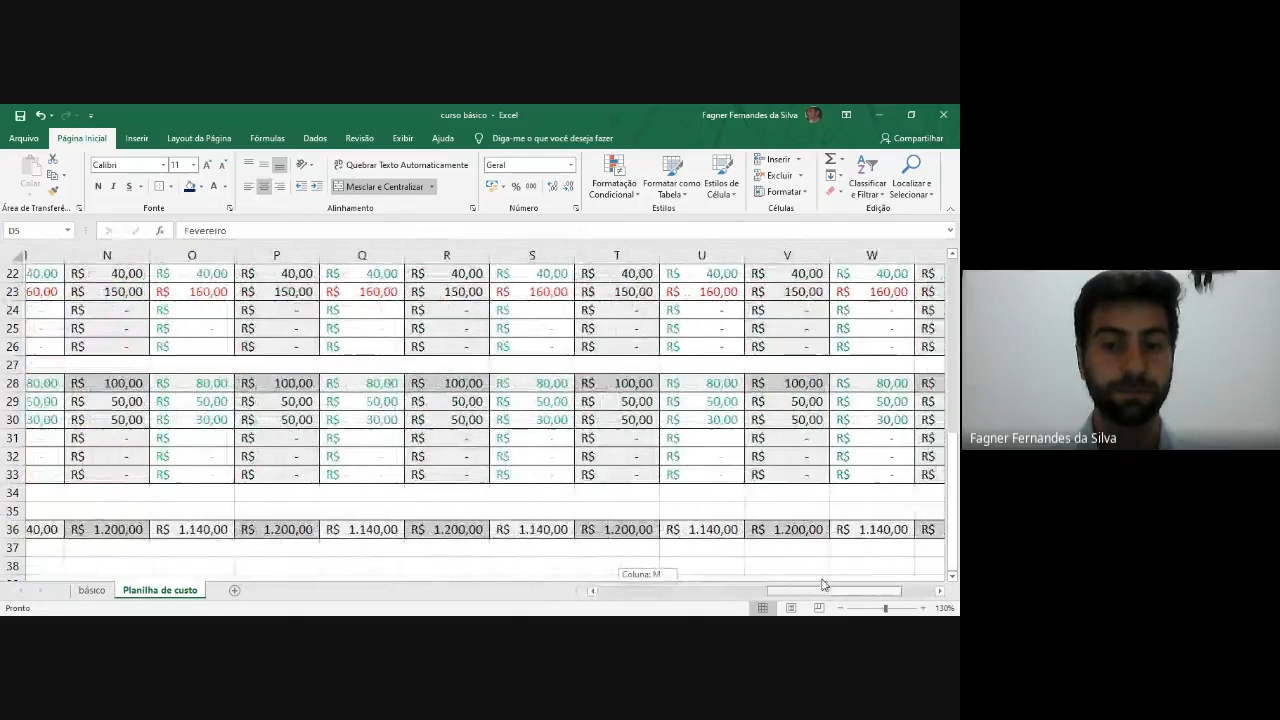 curso básico - Excel
Fagner Fernandes da Silva
Arquivo Página Inicial Inserir Layout da Página Fórmulas Dados Revisão Exibir Ajuda Diga-me o que você deseja fazer Compartilhar
Colar
Calibri 11
N I S
Quebrar Texto Automaticamente
Mesclar e Centralizar
Geral
% 000
Formatação Condicional
Formatar como Tabela
Estilos de Célula
Inserir
Excluir
Formatar
Classificar e Filtrar
Localizar e Selecionar
Área de Transferê... Fonte Alinhamento Número Estilos Células Edição
D5 fx Fevereiro
N O P Q R S T U V W
22 40,00 R$ 40,00 R$ 40,00 R$ 40,00 R$ 40,00 R$ 40,00 R$ 40,00 R$ 40,00 R$ 40,00 R$ 40,00 R$ 40,00 R$
23 60,00 R$ 150,00 R$ 160,00 R$ 150,00 R$ 160,00 R$ 150,00 R$ 160,00 R$ 150,00 R$ 160,00 R$ 150,00 R$ 160,00 R$
24 - R$ - R$ R$ - R$ - R$ - R$ R$ - R$ - R$ - R$ - R$
25 - R$ - R$ - R$ - R$ - R$ - R$ - R$ - R$ - R$ - R$ - R$
26 - R$ - R$ - R$ - R$ - R$ - R$ - R$ - R$ - R$ - R$ - R$
27
28 80,00 R$ 100,00 R$ 80,00 R$ 100,00 R$ 80,00 R$ 100,00 R$ 80,00 R$ 100,00 R$ 80,00 R$ 100,00 R$ 80,00 R$
29 50,00 R$ 50,00 R$ 50,00 R$ 50,00 R$ 50,00 R$ 50,00 R$ 50,00 R$ 50,00 R$ 50,00 R$ 50,00 R$ 50,00 R$
30 30,00 R$ 50,00 R$ 30,00 R$ 50,00 R$ 30,00 R$ 50,00 R$ 30,00 R$ 50,00 R$ 30,00 R$ 50,00 R$ 30,00 R$
31 - R$ - R$ R$ - R$ - R$ - R$ R$ - R$ - R$ - R$ - R$
32 - R$ - R$ - R$ - R$ - R$ - R$ - R$ - R$ - R$ - R$ - R$
33 - R$ - R$ - R$ - R$ - R$ - R$ - R$ - R$ - R$ - R$ - R$
34
36 40,00 R$ 1.200,00 R$ 1.140,00 R$ 1.200,00 R$ 1.140,00 R$ 1.200,00 R$ 1.140,00 R$ 1.200,00 R$ 1.140,00 R$ 1.200,00 R$ 1.140,00 R$
37
38
Coluna: M
básico Planilha de custo
Pronto 130%
Fagner Fernandes da Silva